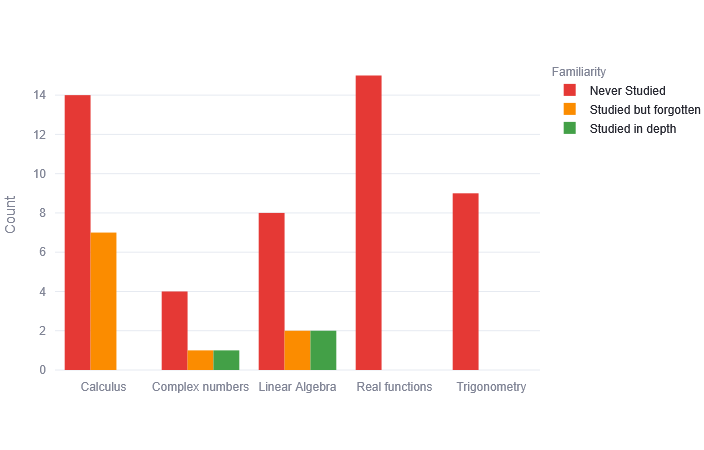 Familiarity
Never Studied
Studied but forgotten
Studied in depth
Count
14
12
10
8
6
4
2
0
Calculus
Complex numbers
Linear Algebra
Real functions
Trigonometry